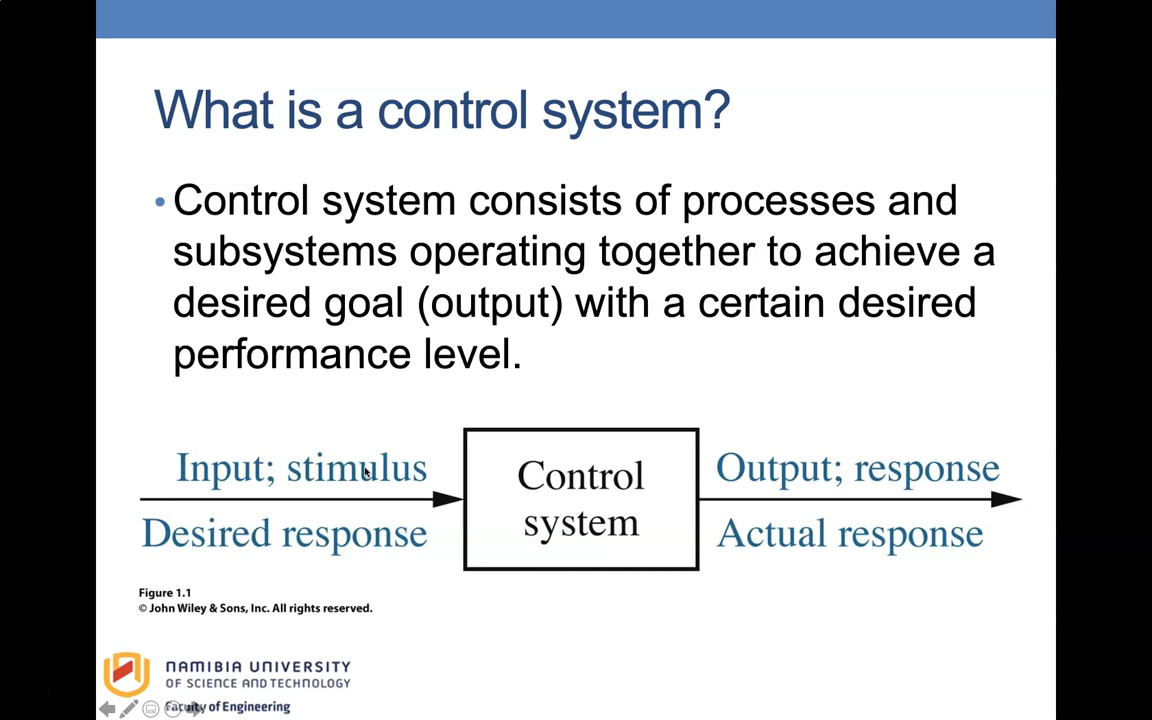 What is a control system?
• Control system consists of processes and
subsystems operating together to achieve a
desired goal (output) with a certain desired
performance level.
Input; stimulus
Desired response
Control
system
Output; response
Actual response
Figure 1.1
© John Wiley & Sons, Inc. All rights reserved.
NAMIBIA UNIVERSITY
OF SCIENCE AND TECHNOLOGY
Faculty of Engineering